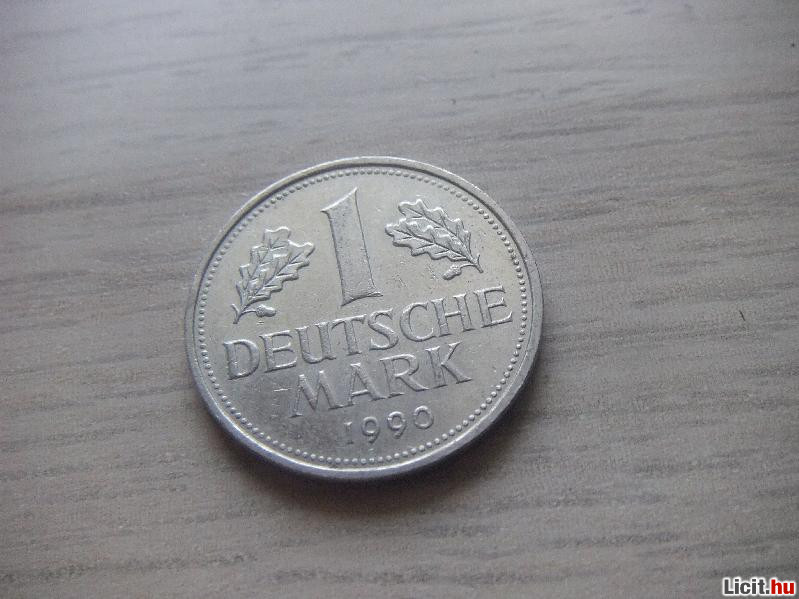 1
DEUTSCHE
MARK
1990
Licit.hu